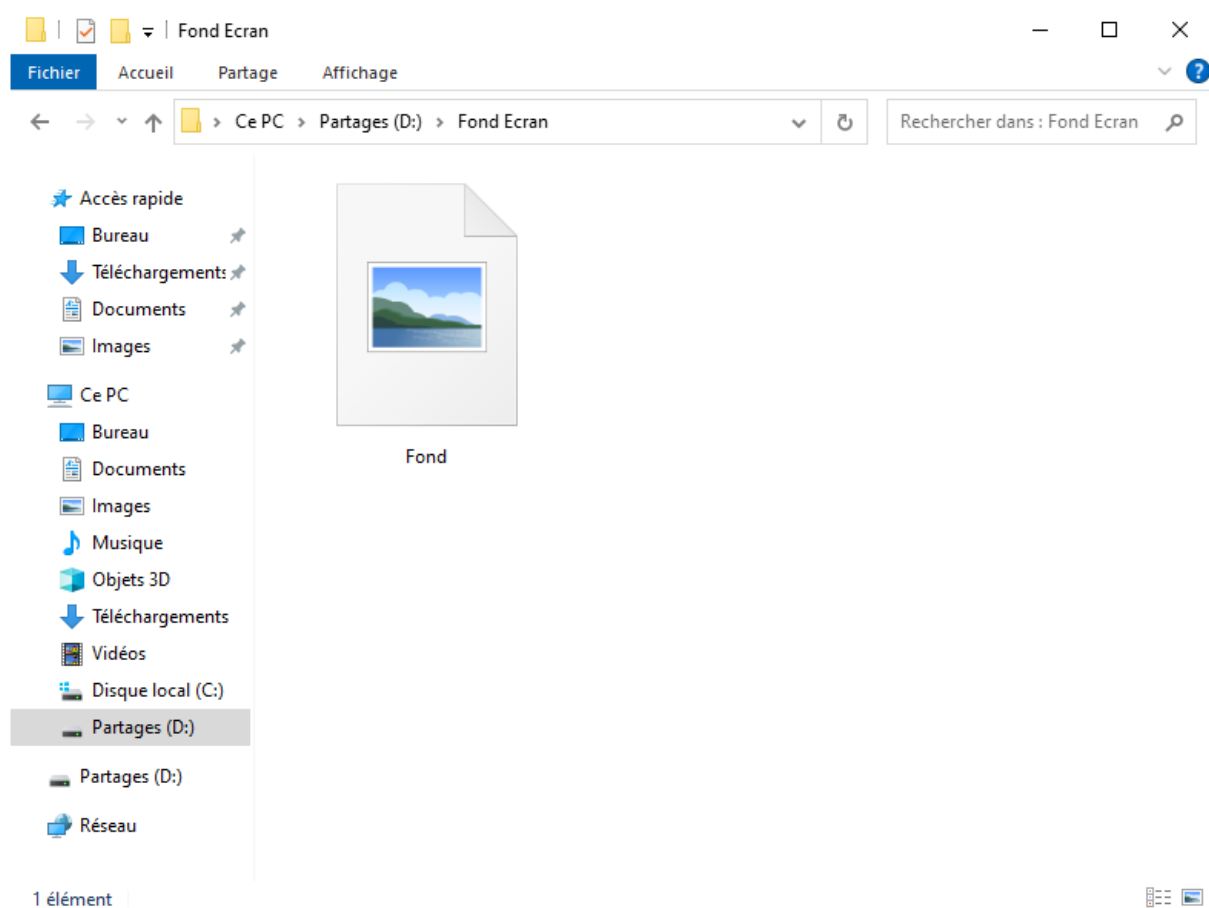 Fond Ecran
Fichier Accueil Partage Affichage
Ce PC > Partages (D:) > Fond Ecran
Rechercher dans : Fond Ecran
Accès rapide
Bureau
Téléchargements
Documents
Images
Ce PC
Bureau
Documents
Images
Musique
Objets 3D
Téléchargements
Vidéos
Disque local (C:)
Partages (D:)
Partages (D:)
Réseau
Fond
1 élément